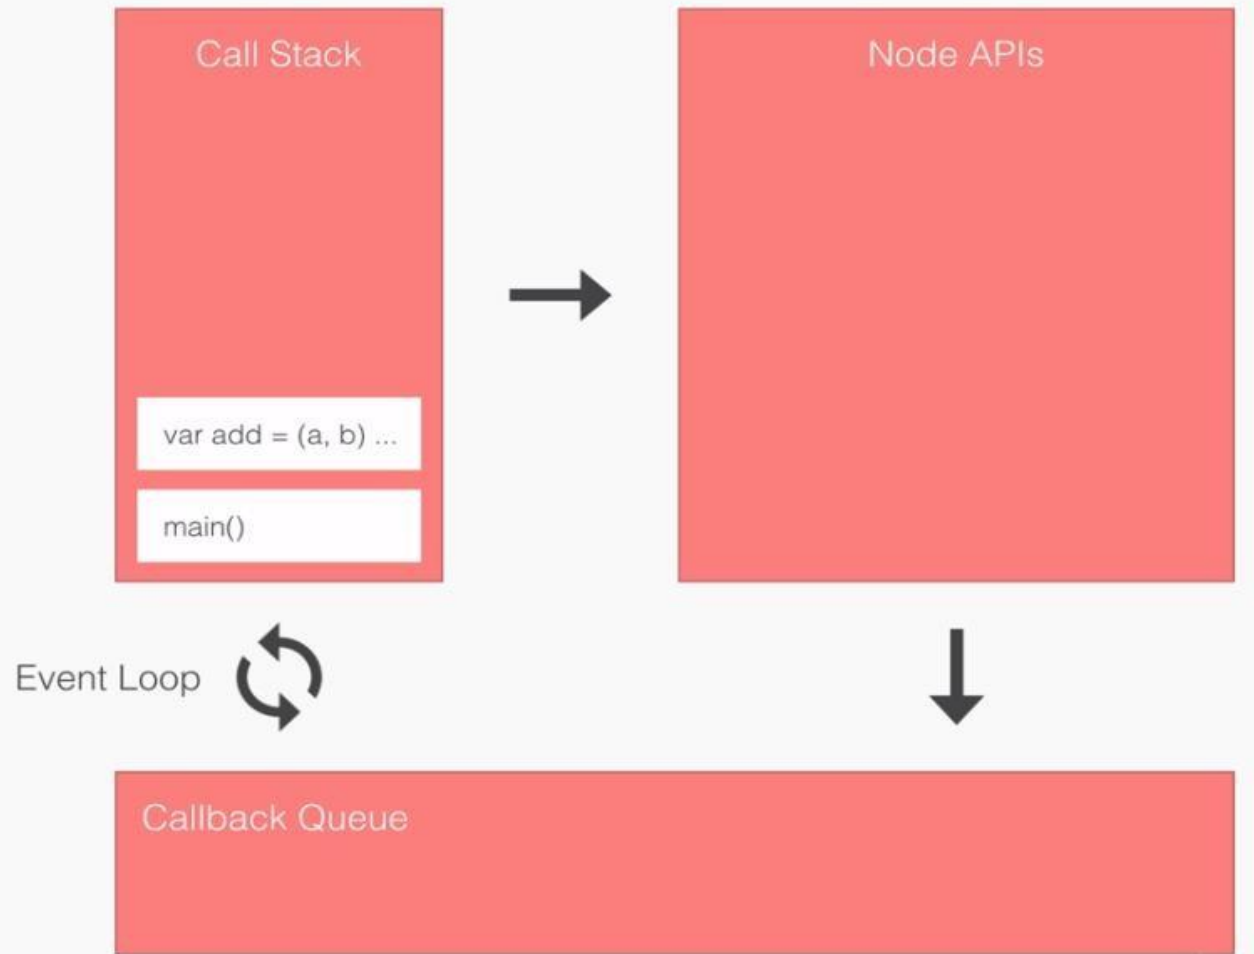 Call Stack
Node APIs
var add = (a, b) ...
main()
Event Loop
Callback Queue